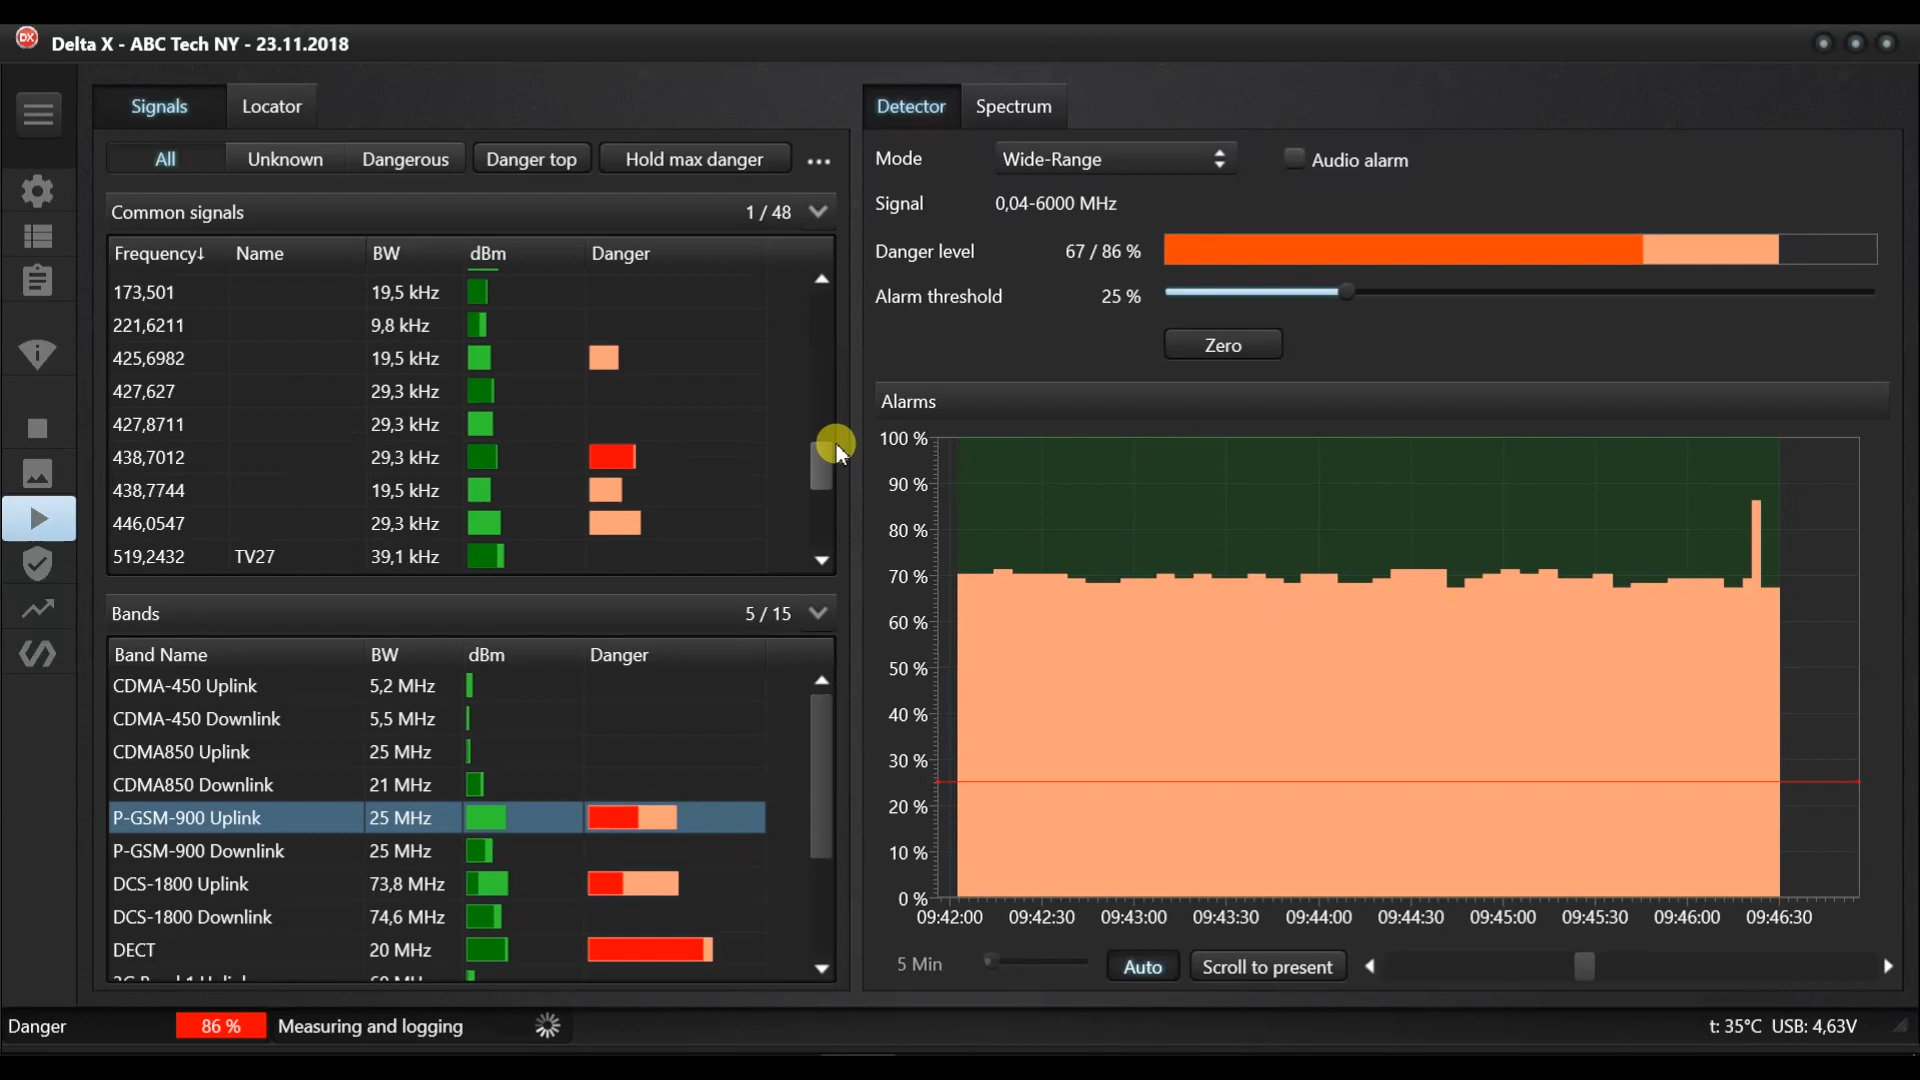 DX Delta X - ABC Tech NY - 23.11.2018
Signals Locator
All Unknown Dangerous Danger top Hold max danger ...
Common signals 1 / 48
Frequency↓ Name BW dBm Danger
173,501 19,5 kHz
221,6211 9,8 kHz
425,6982 19,5 kHz
427,627 29,3 kHz
427,8711 29,3 kHz
438,7012 29,3 kHz
438,7744 19,5 kHz
446,0547 29,3 kHz
519,2432 TV27 39,1 kHz
Bands 5 / 15
Band Name BW dBm Danger
CDMA-450 Uplink 5,2 MHz
CDMA-450 Downlink 5,5 MHz
CDMA850 Uplink 25 MHz
CDMA850 Downlink 21 MHz
P-GSM-900 Uplink 25 MHz
P-GSM-900 Downlink 25 MHz
DCS-1800 Uplink 73,8 MHz
DCS-1800 Downlink 74,6 MHz
DECT 20 MHz
Detector Spectrum
Mode Wide-Range Audio alarm
Signal 0,04-6000 MHz
Danger level 67 / 86 %
Alarm threshold 25 %
Zero
Alarms
100 %
90 %
80 %
70 %
60 %
50 %
40 %
30 %
20 %
10 %
0 %
09:42:00 09:42:30 09:43:00 09:43:30 09:44:00 09:44:30 09:45:00 09:45:30 09:46:00 09:46:30
5 Min Auto Scroll to present
Danger 86 % Measuring and logging t: 35°C USB: 4,63V